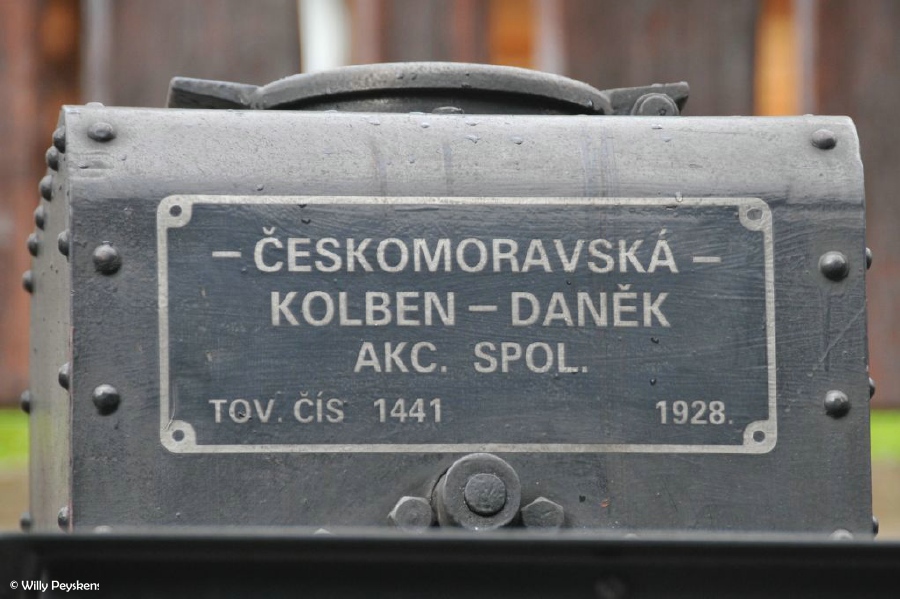 – ČESKOMORAVSKÁ –
KOLBEN – DANĚK
AKC. SPOL.
TOV. ČÍS 1441 1928.
© Willy Peyskens